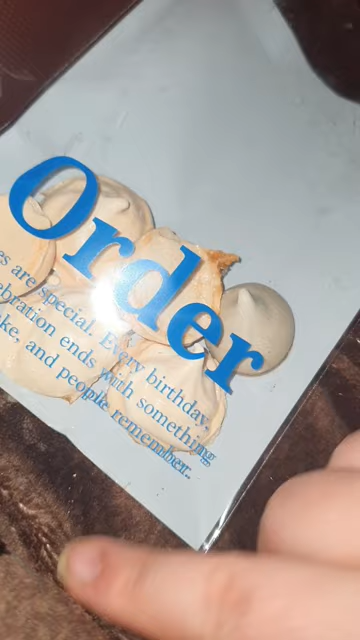 Order
es are special. Every birthday,
ebration ends with something
ke, and people remember.